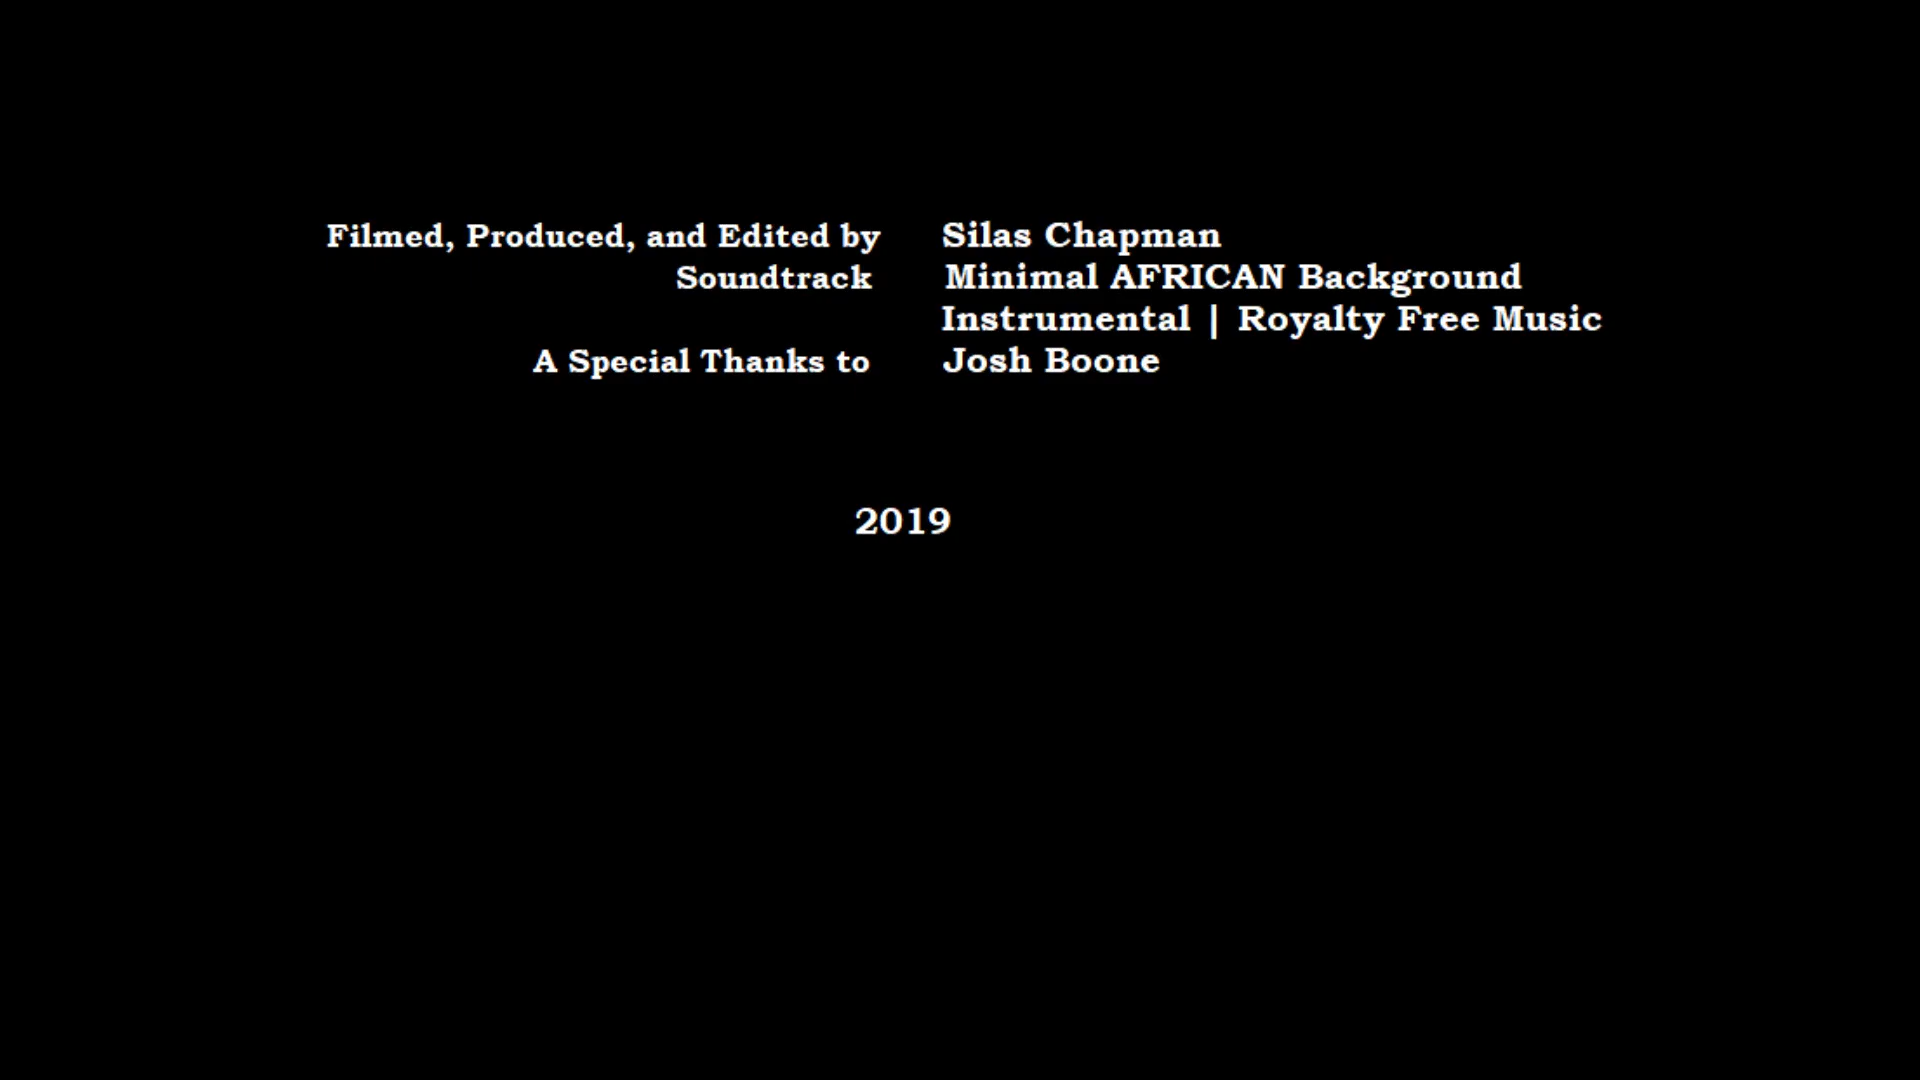 Filmed, Produced, and Edited by Silas Chapman
Soundtrack Minimal AFRICAN Background
Instrumental | Royalty Free Music
A Special Thanks to Josh Boone
2019